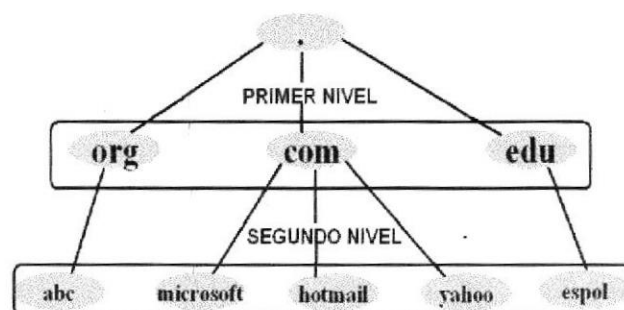 .
PRIMER NIVEL
org com edu
SEGUNDO NIVEL
abc microsoft hotmail yahoo espol